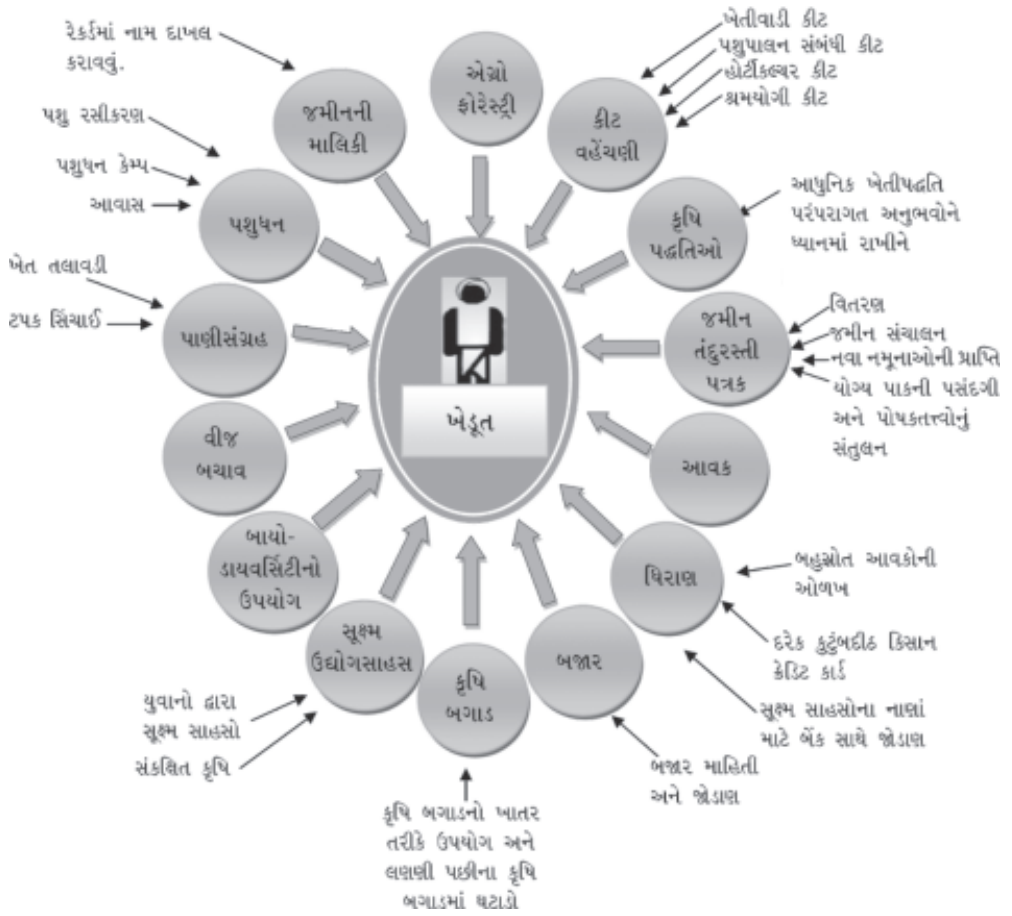 રેકર્ડમાં નામ દાખલ
કરાવવું.
જમીનની
માલિકી
એગ્રો
ફોરેસ્ટ્રી
કીટ
વહેંચણી
ખેતીવાડી કીટ
પશુપાલન સંબંધી કીટ
હોર્ટીકલ્ચર કીટ
શ્રમયોગી કીટ
પશુ રસીકરણ
પશુધન કેમ્પ
આવાસ
પશુધન
કૃષિ
પદ્ધતિઓ
આધુનિક ખેતીપદ્ધતિ
પરંપરાગત અનુભવોને
ધ્યાનમાં રાખીને
ખેત તલાવડી
ટપક સિંચાઈ
પાણીસંગ્રહ
જમીન
તંદુરસ્તી
પત્રક
વિતરણ
જમીન સંચાલન
નવા નમૂનાઓની પ્રાપ્તિ
યોગ્ય પાકની પસંદગી
અને પોષકતત્ત્વોનું
સંતુલન
ખેડૂત
વીજ
બચાવ
આવક
બાયો-
ડાયવર્સિટીનો
ઉપયોગ
ધિરાણ
બહુસ્રોત આવકોની
ઓળખ
દરેક કુટુંબદીઠ કિસાન
ક્રેડિટ કાર્ડ
સૂક્ષ્મ સાહસોના નાણાં
માટે બેંક સાથે જોડાણ
સૂક્ષ્મ
ઉદ્યોગસાહસ
યુવાનો દ્વારા
સૂક્ષ્મ સાહસો
સંકલિત કૃષિ
કૃષિ
બગાડ
બજાર
બજાર માહિતી
અને જોડાણ
કૃષિ બગાડનો ખાતર
તરીકે ઉપયોગ અને
લણણી પછીના કૃષિ
બગાડમાં ઘટાડો